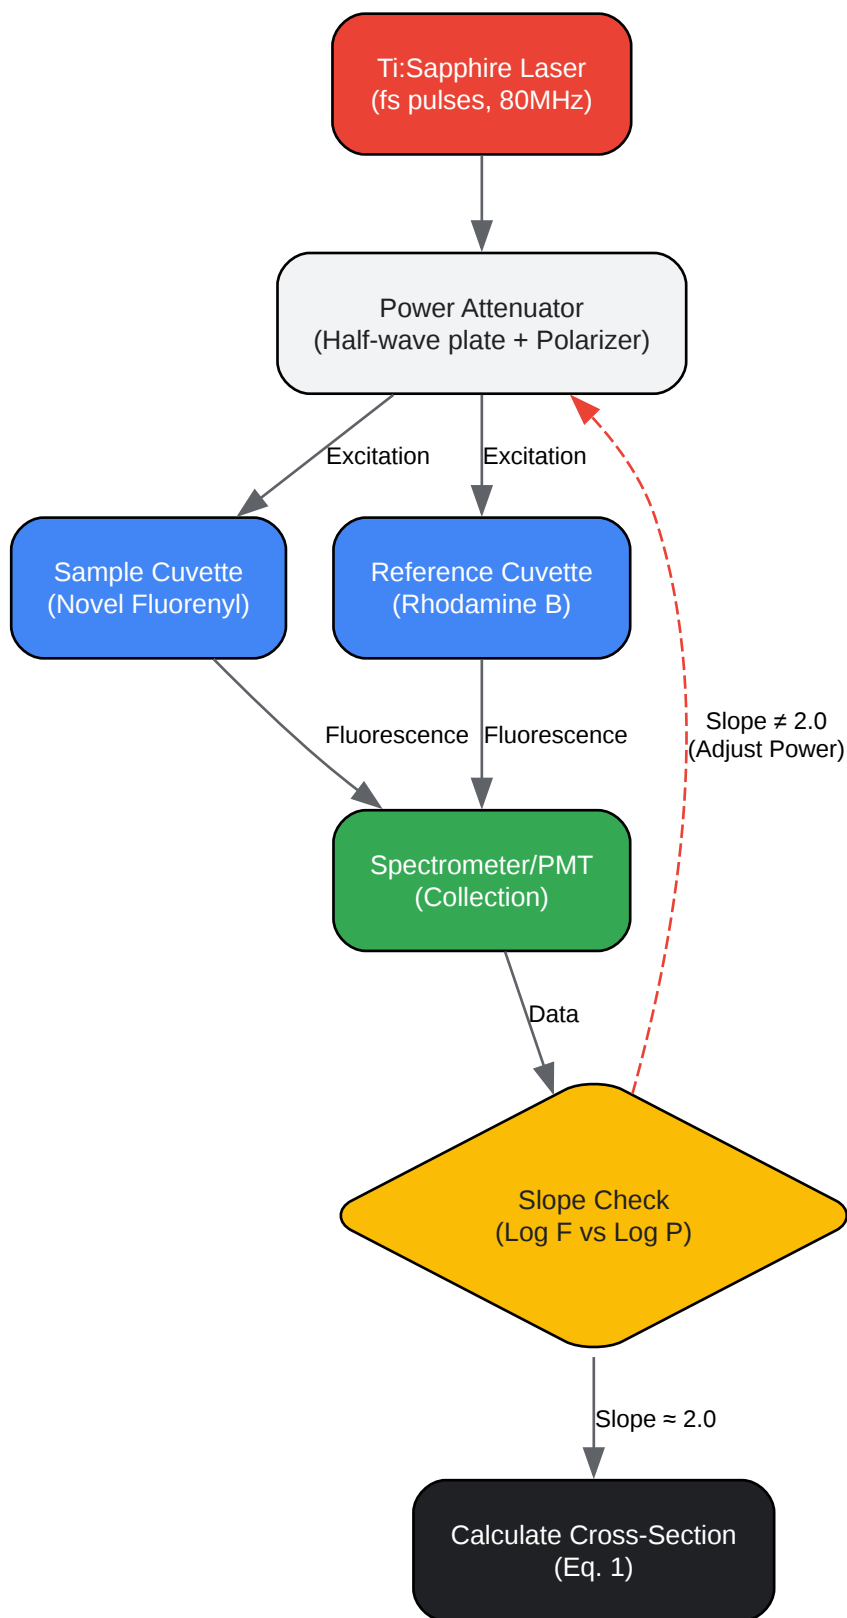 Ti:Sapphire Laser
(fs pulses, 80MHz)
Power Attenuator
(Half-wave plate + Polarizer)
Excitation
Excitation
Sample Cuvette
(Novel Fluorenyl)
Reference Cuvette
(Rhodamine B)
Fluorescence
Fluorescence
Slope ≠ 2.0
(Adjust Power)
Spectrometer/PMT
(Collection)
Data
Slope Check
(Log F vs Log P)
Slope ≈ 2.0
Calculate Cross-Section
(Eq. 1)